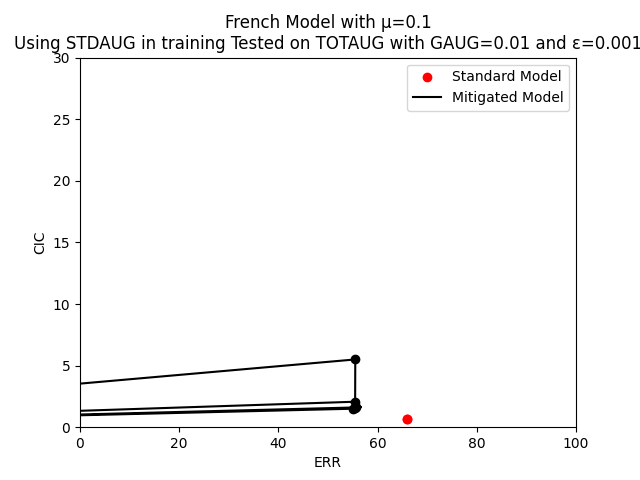 French Model with μ=0.1
Using STDAUG in training Tested on TOTAUG with GAUG=0.01 and ε=0.001
Standard Model
Mitigated Model
30
25
20
15
10
5
0
CIC
0 20 40 60 80 100
ERR